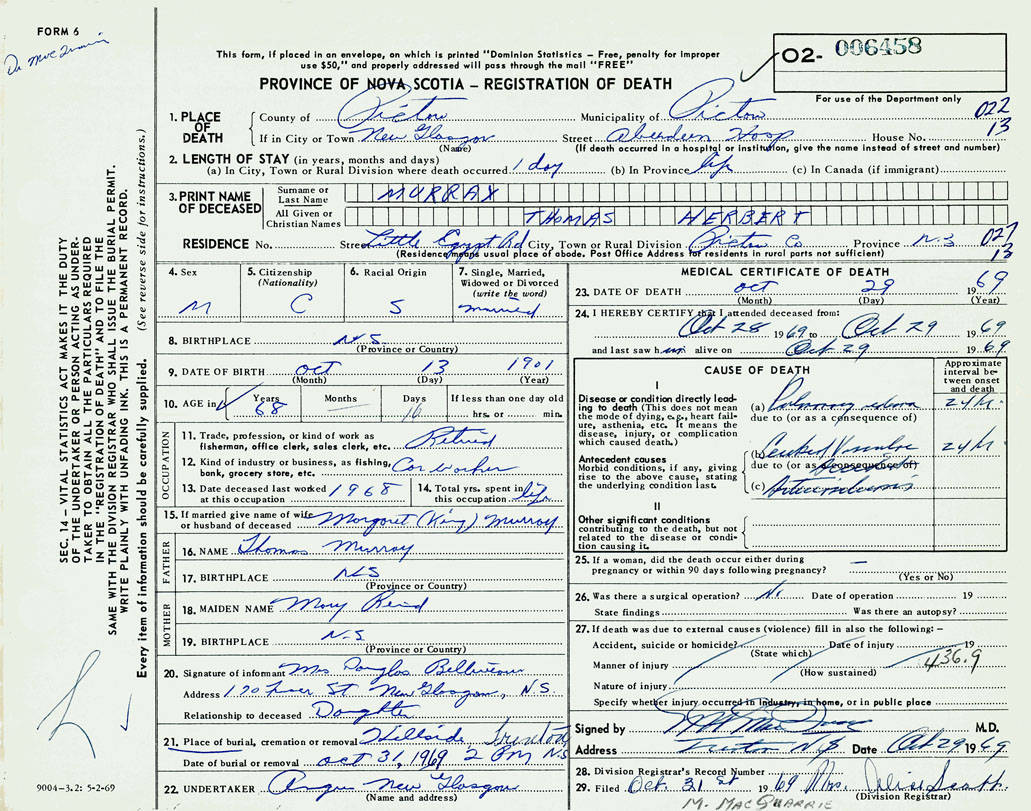 FORM 6
This form, if placed in an envelope, on which is printed "Dominion Statistics – Free, penalty for improper
use $50," and properly addressed will pass through the mail "FREE"
O2- 006458
PROVINCE OF NOVA SCOTIA – REGISTRATION OF DEATH
For use of the Department only
1. PLACE OF DEATH
County of Pictou Municipality of Pictou 022
If in City or Town New Glasgow Street Aberdeen Hosp House No. 13
(Name) (If death occurred in a hospital or institution, give the name instead of street and number)
2. LENGTH OF STAY (in years, months and days)
(a) In City, Town or Rural Division where death occurred 1 day (b) In Province life (c) In Canada (if immigrant)
3. PRINT NAME OF DECEASED
Surname or Last Name MURRAY
All Given or Christian Names THOMAS HERBERT
RESIDENCE No. Street Little Egypt Rd City, Town or Rural Division Pictou Co Province N.S 027
(Residence means usual place of abode. Post Office Address for residents in rural parts not sufficient) 13
4. Sex M
5. Citizenship (Nationality) C
6. Racial Origin S
7. Single, Married, Widowed or Divorced (write the word) married
8. BIRTHPLACE N.S
(Province or Country)
9. DATE OF BIRTH Oct 13 1901
(Month) (Day) (Year)
10. AGE in Years 68 Months – Days 16 If less than one day old hrs. or min.
OCCUPATION
11. Trade, profession, or kind of work as fisherman, office clerk, sales clerk, etc. Retired
12. Kind of industry or business, as fishing, bank, grocery store, etc. Car worker
13. Date deceased last worked at this occupation 1968
14. Total yrs. spent in this occupation life
15. If married give name of wife or husband of deceased Margaret (King) Murray
FATHER
16. NAME Thomas Murray
17. BIRTHPLACE N.S
(Province or Country)
MOTHER
18. MAIDEN NAME Mary Reid
19. BIRTHPLACE N.S
(Province or Country)
20. Signature of informant Mrs Douglas
Address 170 St. New Glasgow, N.S.
Relationship to deceased Daughter
21. Place of burial, cremation or removal Hillside Trenton N.S
Date of burial or removal Oct 31, 1969 2 PM
22. UNDERTAKER Angus New Glasgow
(Name and address)
MEDICAL CERTIFICATE OF DEATH
23. DATE OF DEATH Oct 29 1969
(Month) (Day) (Year)
24. I HEREBY CERTIFY that I attended deceased from:
Oct 28 1969 to Oct 29 1969
and last saw him alive on Oct 29 1969
CAUSE OF DEATH
Approximate interval between onset and death
I
Disease or condition directly leading to death (This does not mean the mode of dying, e.g., heart failure, asthenia, etc. It means the disease, injury, or complication which caused death.)
(a) Pulmonary edema 24 H.
due to (or as a consequence of)
Antecedent causes
Morbid conditions, if any, giving rise to the above cause, stating the underlying condition last.
(b) 24 H
due to (or as a consequence of)
(c)
II
Other significant conditions contributing to the death, but not related to the disease or condition causing it.
25. If a woman, did the death occur either during pregnancy or within 90 days following pregnancy? –
(Yes or No)
26. Was there a surgical operation? No Date of operation 19
State findings Was there an autopsy?
27. If death was due to external causes (violence) fill in also the following: –
Accident, suicide or homicide? Date of injury 19
(State which)
Manner of injury 436.9
(How sustained)
Nature of injury
Specify whether injury occurred in industry, in home, or in public place
Signed by M.D.
Address N.S Date Oct 29 1969
28. Division Registrar's Record Number
29. Filed Oct. 31st 1969 Mrs.
(Division Registrar)
M. MACQUARRIE
SEC. 14 – VITAL STATISTICS ACT MAKES IT THE DUTY
OF THE UNDERTAKER OR PERSON ACTING AS UNDER-
TAKER TO OBTAIN ALL THE PARTICULARS REQUIRED
IN THE "REGISTRATION OF DEATH" AND TO FILE THE
SAME WITH THE DIVISION REGISTRAR WHO SHALL ISSUE THE BURIAL PERMIT.
WRITE PLAINLY WITH UNFADING INK. THIS IS A PERMANENT RECORD.
Every item of information should be carefully supplied. (See reverse side for instructions.)
9004–3.2: 5-2-69